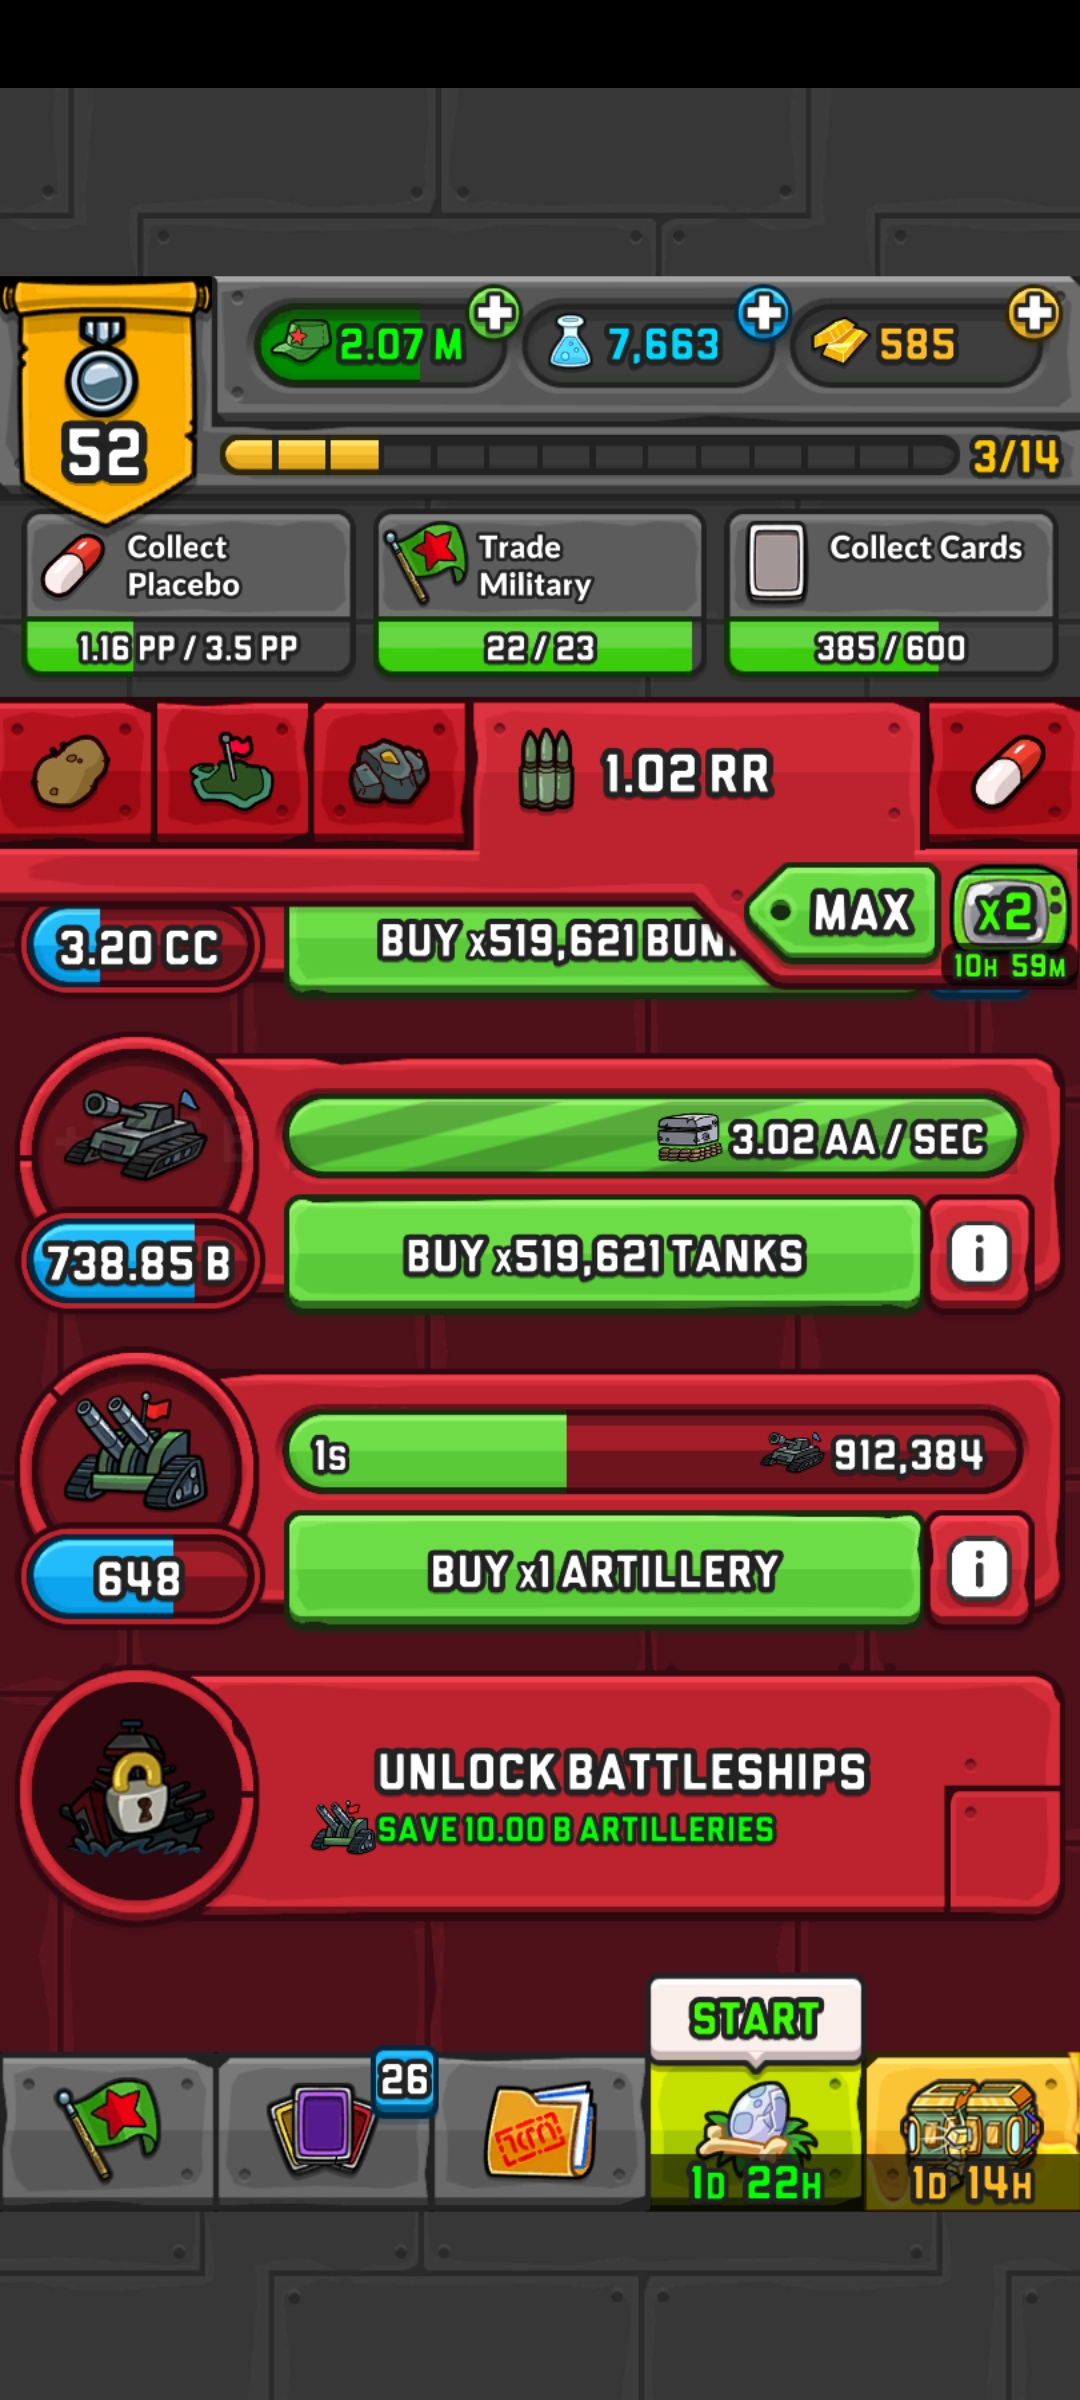 2.07 M
7,663
585
52
3/14
Collect
Placebo
1.16 PP / 3.5 PP
Trade
Military
22 / 23
Collect Cards
385 / 600
1.02 RR
MAX
x2
10H 59M
3.20 CC
BUY x519,621 BUN
3.02 AA / SEC
738.85 B
BUY x519,621 TANKS
i
1s
912,384
648
BUY x1 ARTILLERY
i
UNLOCK BATTLESHIPS
SAVE 10.00 B ARTILLERIES
START
26
1D 22H
1D 14H